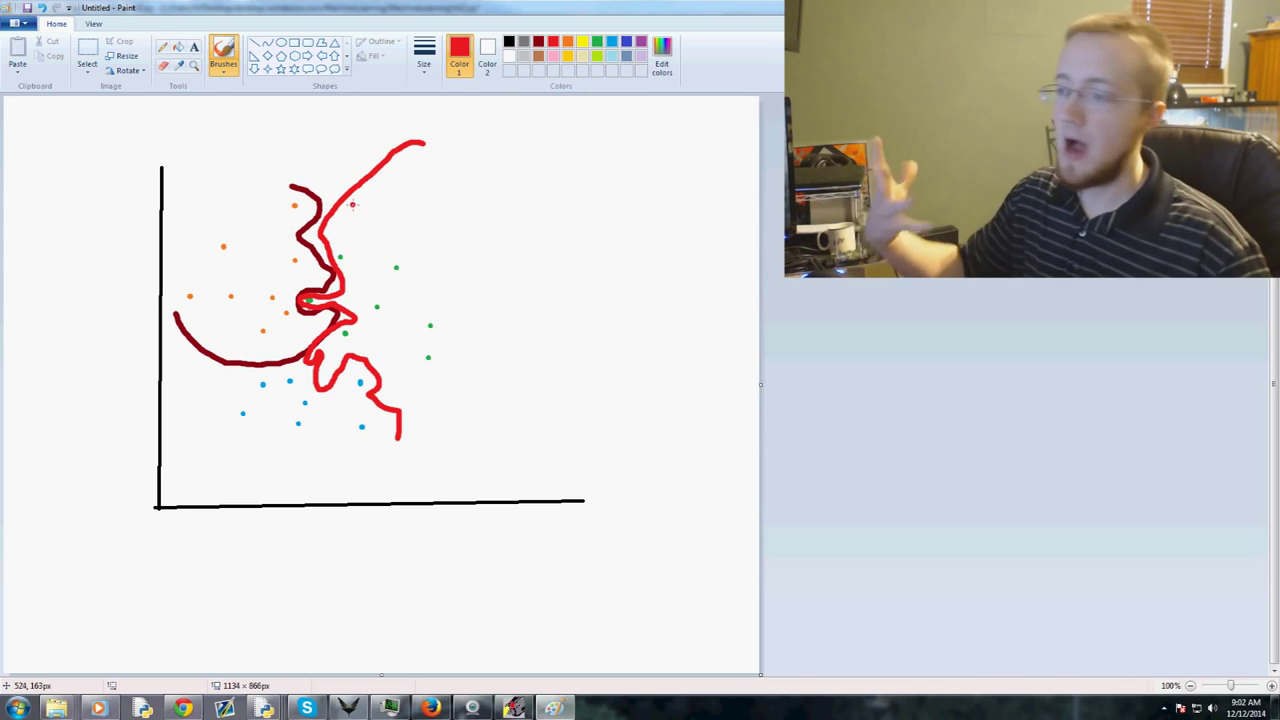 Untitled - Paint
Home
View
Paste
Cut
Copy
Clipboard
Select
Crop
Resize
Rotate
Image
Tools
Brushes
Shapes
Outline
Fill
Size
Color
1
Color
2
Edit
colors
Colors
524, 163px
1134 × 866px
100%
9:02 AM
12/12/2014